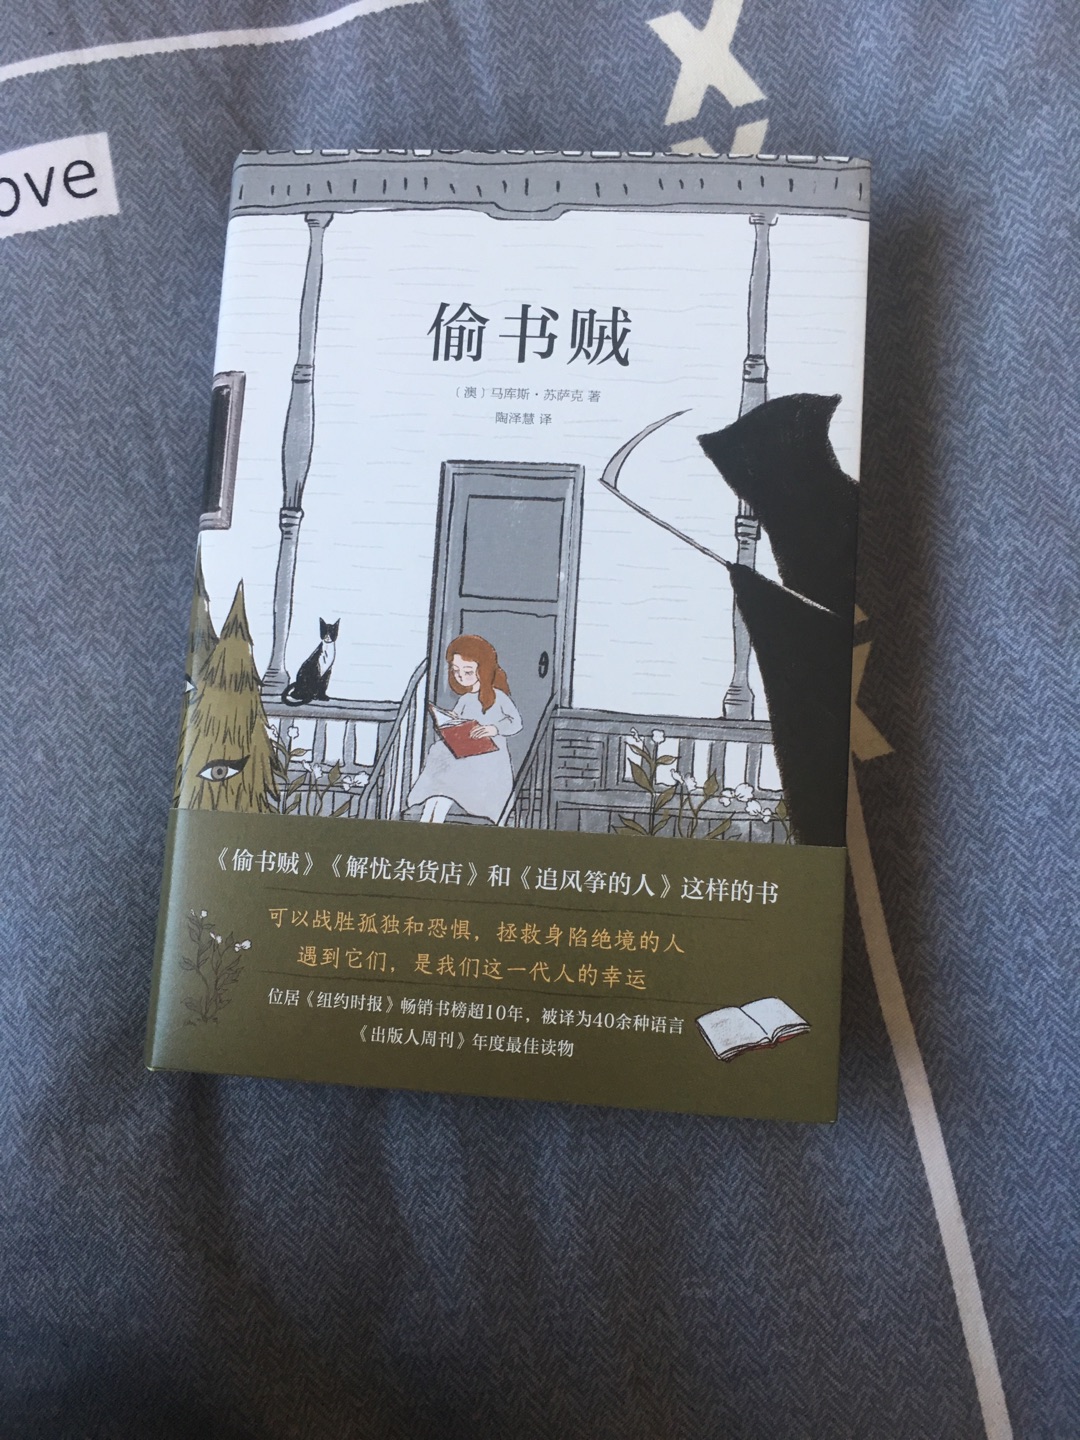 ove
偷书贼
〔澳〕马库斯·苏萨克 著
陶泽慧 译
《偷书贼》《解忧杂货店》和《追风筝的人》这样的书
可以战胜孤独和恐惧，拯救身陷绝境的人
遇到它们，是我们这一代人的幸运
位居《纽约时报》畅销书榜超10年，被译为40余种语言
《出版人周刊》年度最佳读物